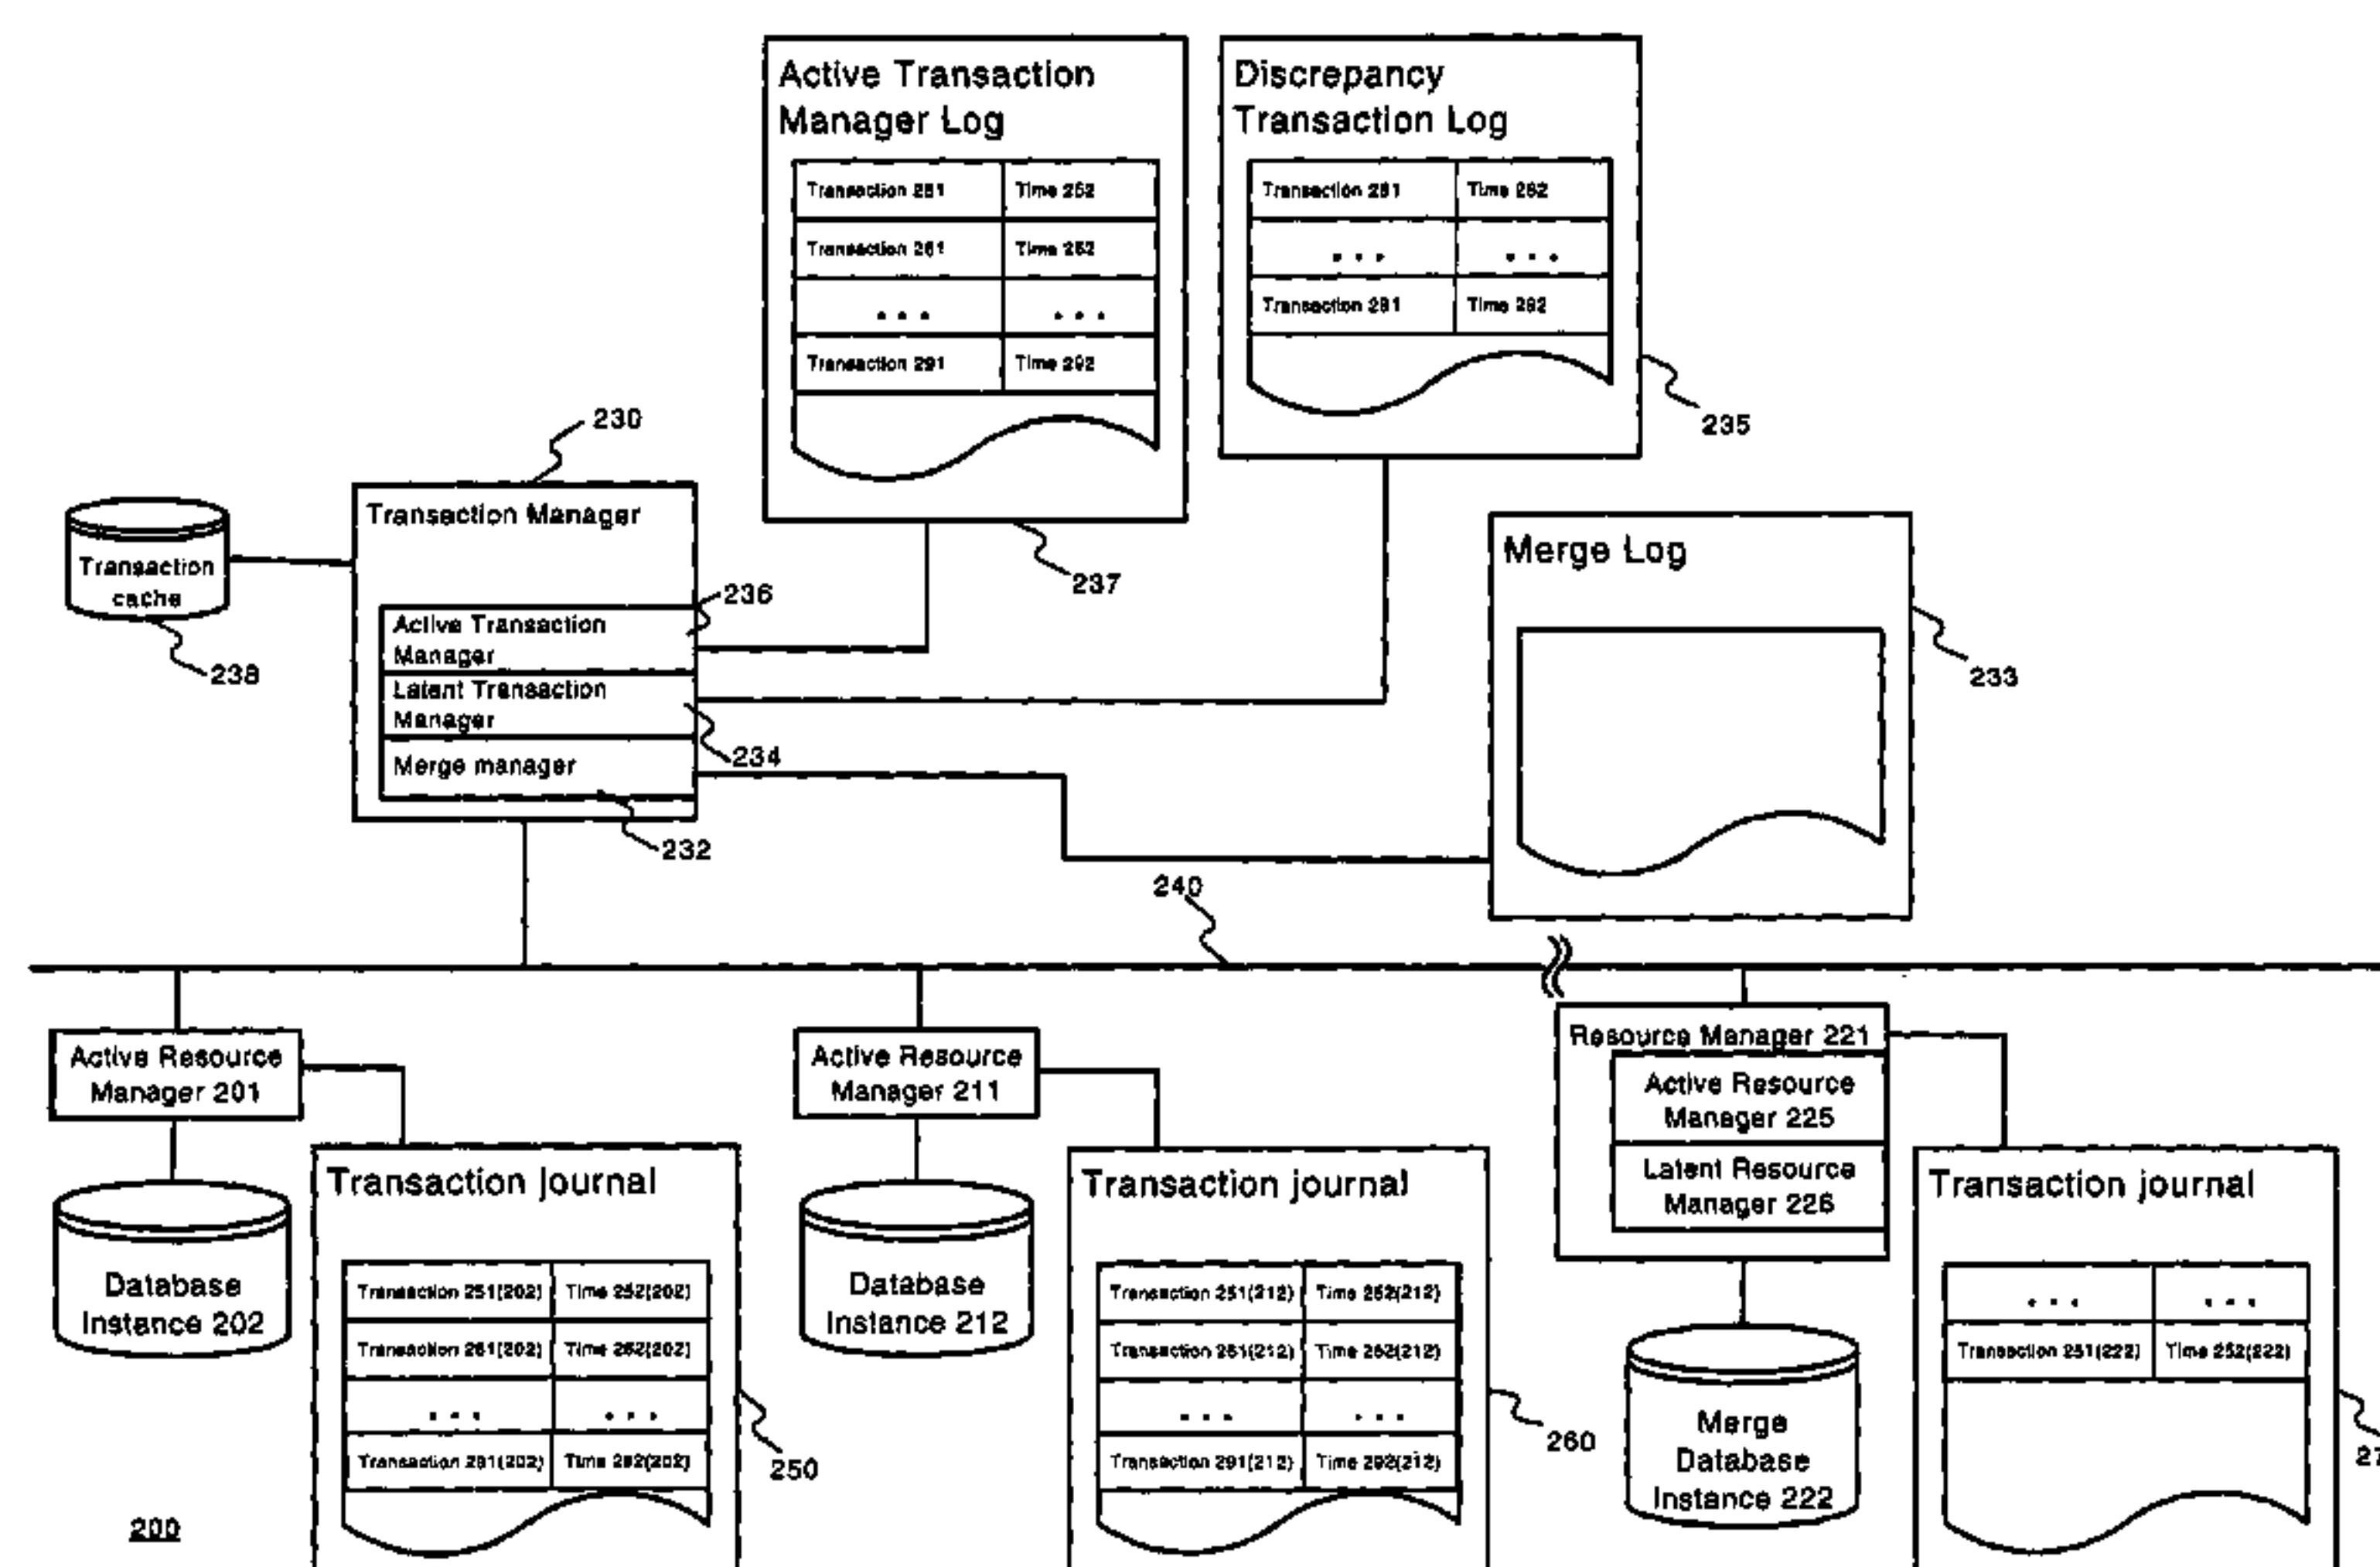 Active Transaction
Manager Log
Transaction 251 Time 252
Transaction 261 Time 262
... ...
Transaction 291 Time 292
237
Discrepancy
Transaction Log
Transaction 261 Time 262
... ...
Transaction 291 Time 292
235
230
Transaction Manager
Transaction
cache
238
236
Active Transaction
Manager
Latent Transaction
Manager
234
Merge manager
232
Merge Log
233
240
Active Resource
Manager 201
Database
Instance 202
Transaction journal
Transaction 251(202) Time 252(202)
Transaction 261(202) Time 262(202)
... ...
Transaction 291(202) Time 292(202)
250
Active Resource
Manager 211
Database
Instance 212
Transaction journal
Transaction 251(212) Time 252(212)
Transaction 261(212) Time 262(212)
... ...
Transaction 291(212) Time 292(212)
260
Resource Manager 221
Active Resource
Manager 225
Latent Resource
Manager 226
Merge
Database
Instance 222
Transaction journal
... ...
Transaction 251(222) Time 252(222)
200